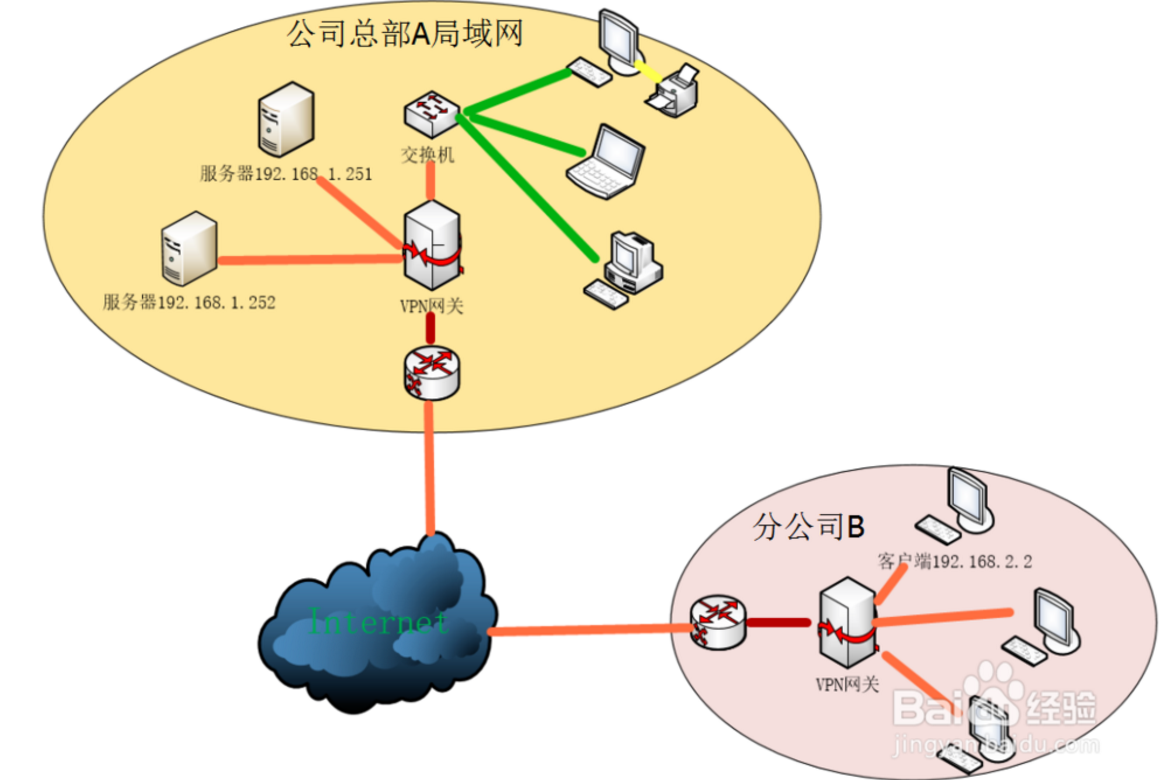 公司总部A局域网
交换机
服务器192.168.1.251
服务器192.168.1.252
VPN网关
Internet
分公司B
客户端192.168.2.2
VPN网关
Baidu经验
jingyan.baidu.com